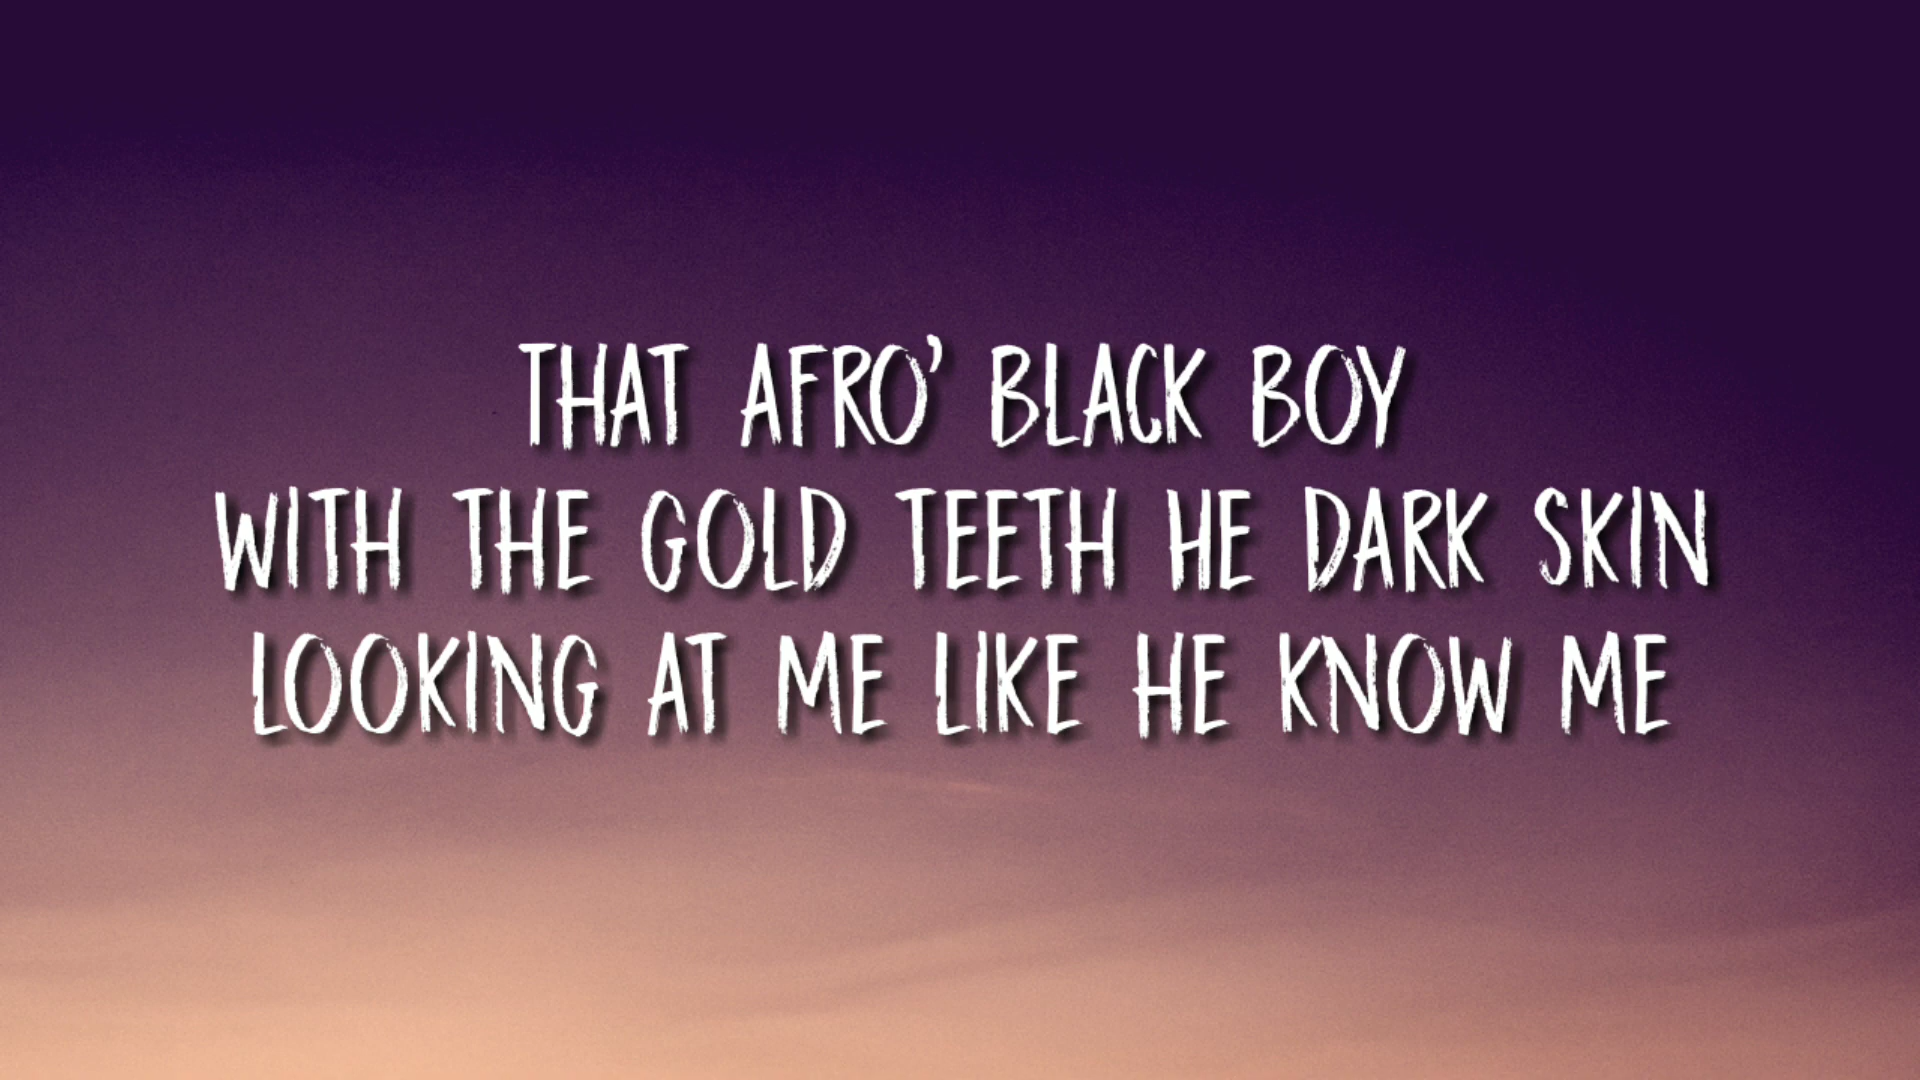 THAT AFRO' BLACK BOY
WITH THE GOLD TEETH HE DARK SKIN
LOOKING AT ME LIKE HE KNOW ME